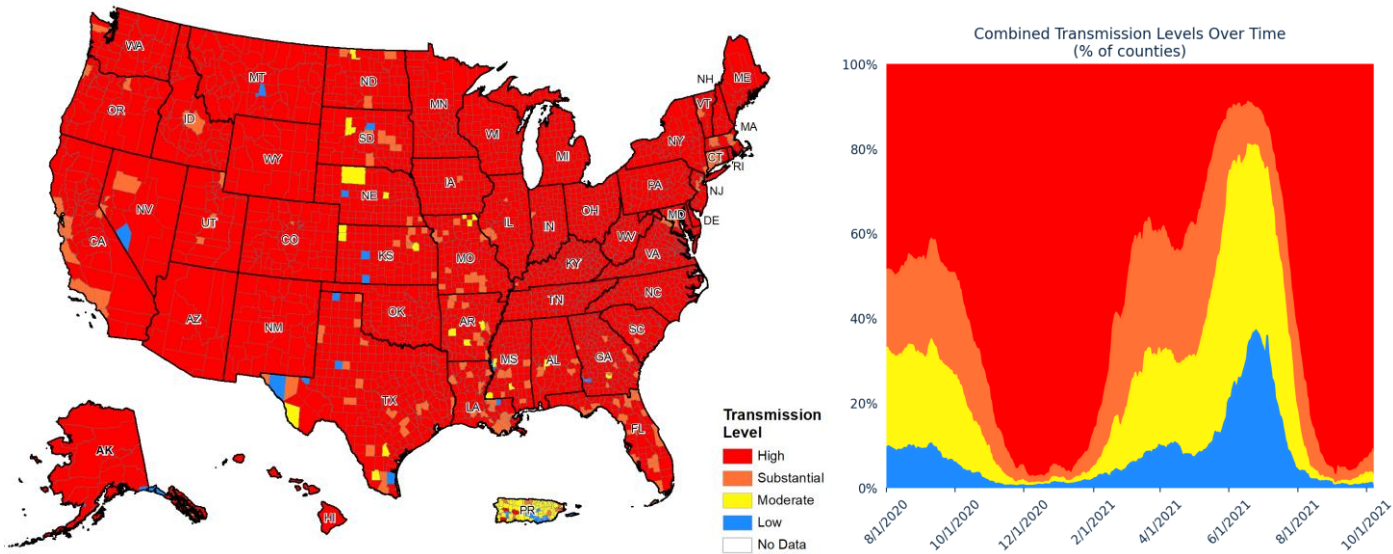 WA
MT
ND
MN
OR
ID
SD
WI
WY
MI
NY
VT
NH
ME
MA
CT
RI
NJ
DE
PA
MD
NE
IA
NV
UT
CO
CA
KS
MO
IL
IN
OH
WV
VA
KY
AZ
NM
OK
AR
TN
NC
SC
MS
AL
GA
TX
LA
FL
AK
HI
PR
Transmission
Level
High
Substantial
Moderate
Low
No Data
Combined Transmission Levels Over Time
(% of counties)
100%
80%
60%
40%
20%
0%
8/1/2020
10/1/2020
12/1/2020
2/1/2021
4/1/2021
6/1/2021
8/1/2021
10/1/2021